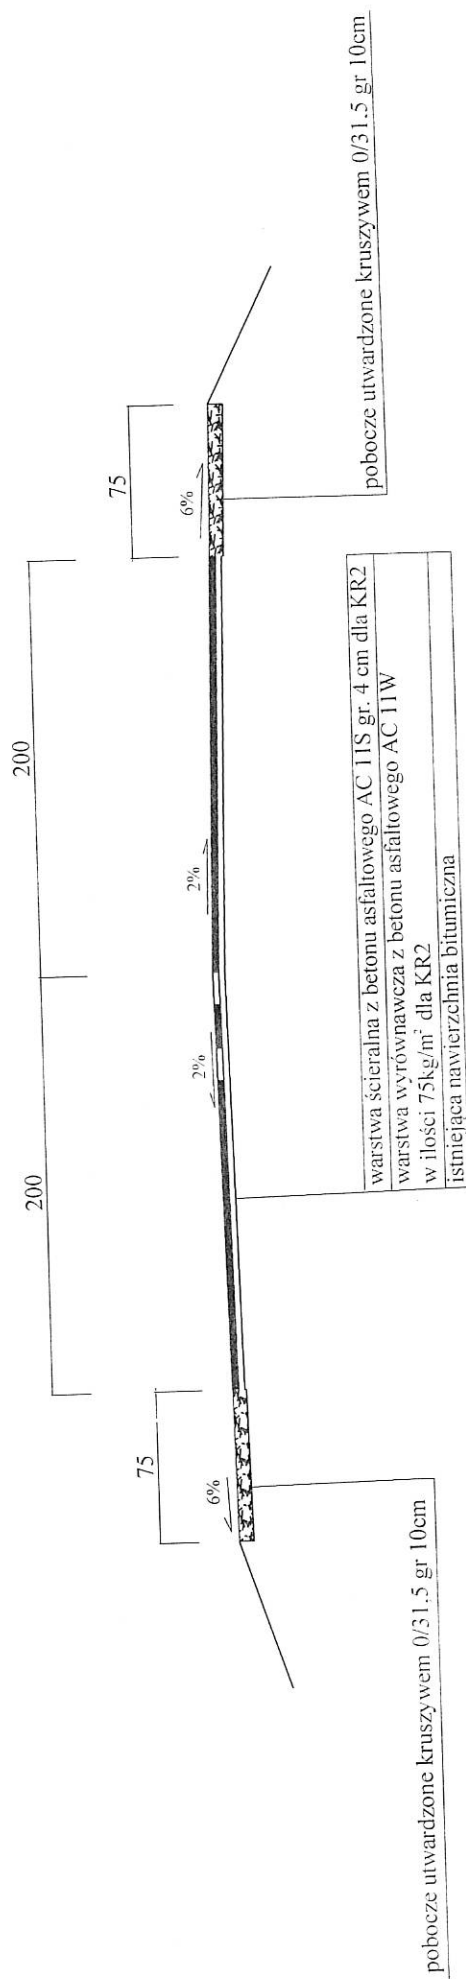 200
200
75
75
6%
2%
2%
6%
pobocze utwardzone kruszywem 0/31.5 gr 10cm
warstwa ścieralna z betonu asfaltowego AC 11S gr. 4 cm dla KR2
warstwa wyrównawcza z betonu asfaltowego AC 11W
w ilości 75kg/m² dla KR2
istniejąca nawierzchnia bitumiczna
pobocze utwardzone kruszywem 0/31.5 gr 10cm